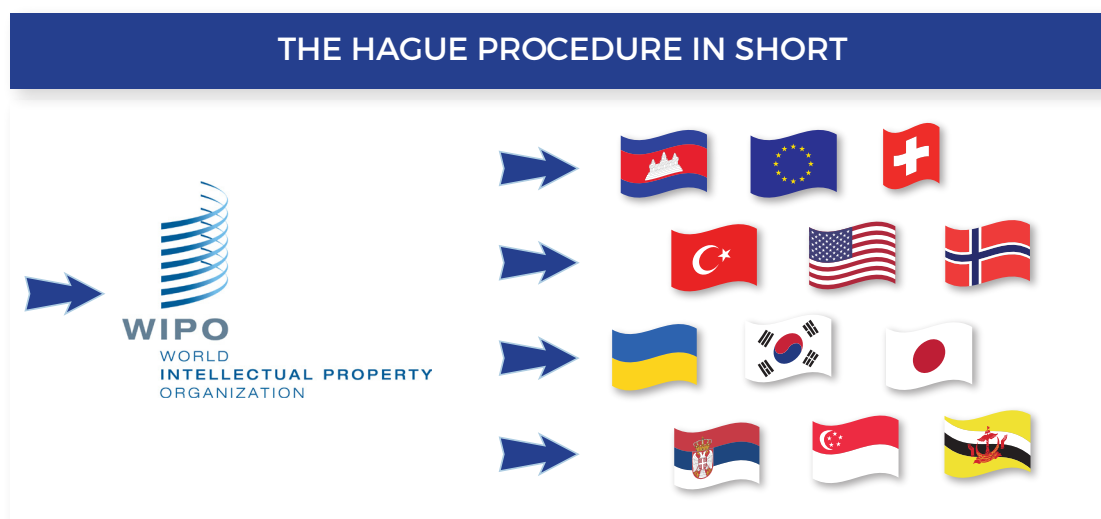 THE HAGUE PROCEDURE IN SHORT
WIPO
WORLD
INTELLECTUAL PROPERTY
ORGANIZATION